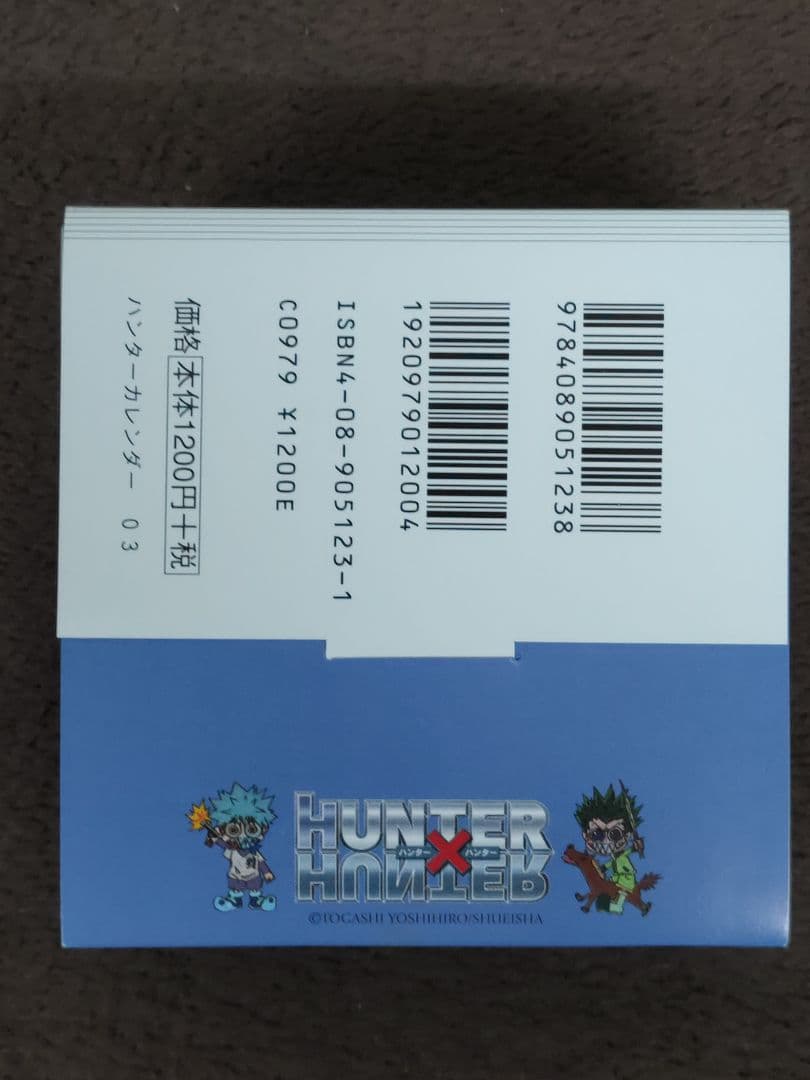 9784089051238
1920979012004
ISBN4-08-905123-1
C0979 ¥1200E
価格 本体1200円+税
ハンターカレンダー 03
HUNTER
ハンター × ハンター
HUNTER
©TOGASHI YOSHIHIRO/SHUEISHA